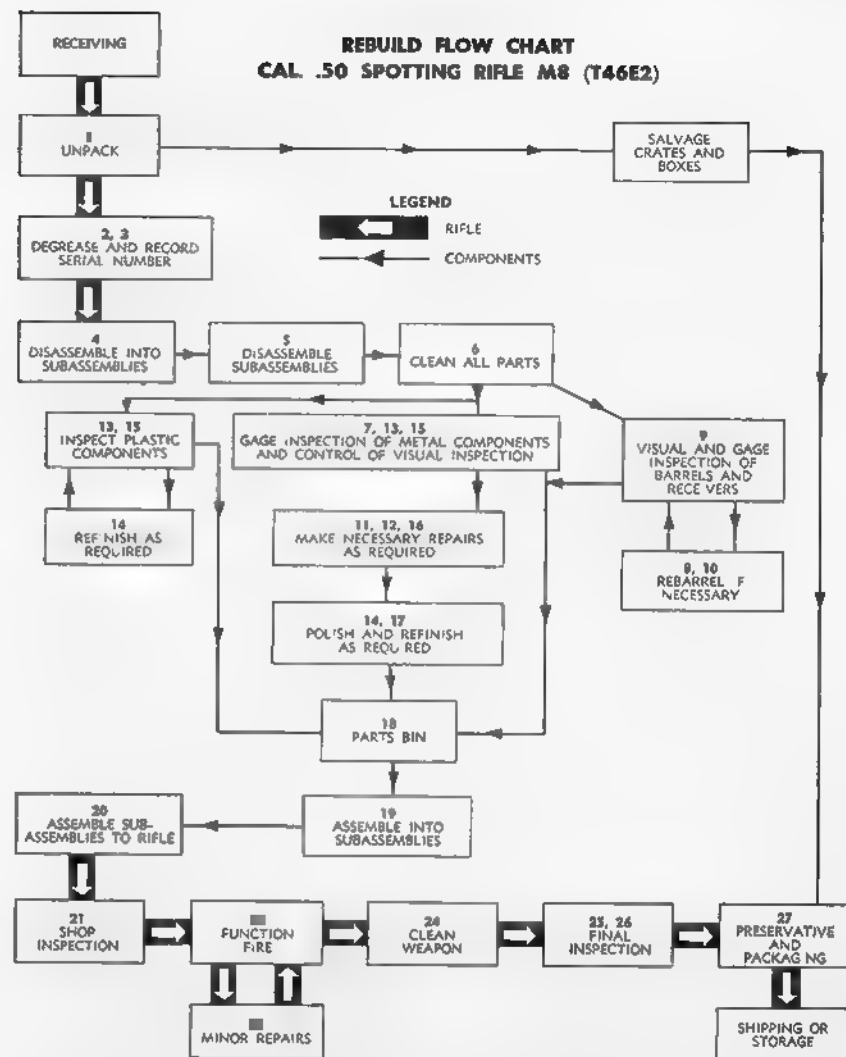 RECEIVING
REBUILD FLOW CHART
CAL. .50 SPOTTING RIFLE M8 (T46E2)
1
UNPACK
SALVAGE
CRATES AND
BOXES
LEGEND
RIFLE
COMPONENTS
2, 3
DEGREASE AND RECORD
SERIAL NUMBER
4
DISASSEMBLE INTO
SUBASSEMBLIES
5
DISASSEMBLE
SUBASSEMBLIES
6
CLEAN ALL PARTS
13, 15
INSPECT PLASTIC
COMPONENTS
7, 13, 15
GAGE INSPECTION OF METAL COMPONENTS
AND CONTROL OF VISUAL INSPECTION
9
VISUAL AND GAGE
INSPECTION OF
BARRELS AND
RECEIVERS
14
REFINISH AS
REQUIRED
11, 12, 16
MAKE NECESSARY REPAIRS
AS REQUIRED
8, 10
REBARREL IF
NECESSARY
14, 17
POLISH AND REFINISH
AS REQUIRED
18
PARTS BIN
19
ASSEMBLE INTO
SUBASSEMBLIES
20
ASSEMBLE SUB-
ASSEMBLIES TO RIFLE
21
SHOP
INSPECTION
FUNCTION
FIRE
24
CLEAN
WEAPON
25, 26
FINAL
INSPECTION
27
PRESERVATIVE
AND
PACKAGING
MINOR REPAIRS
SHIPPING OR
STORAGE